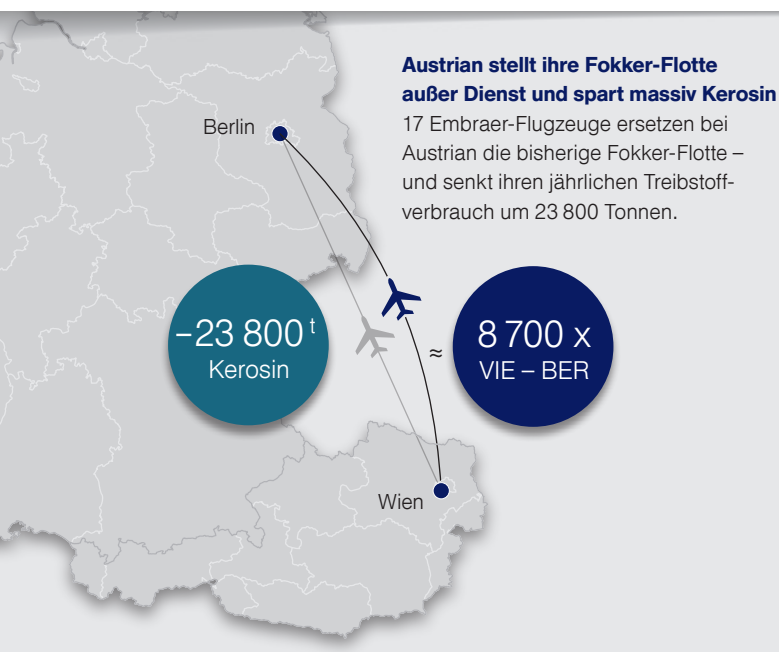 Austrian stellt ihre Fokker-Flotte
außer Dienst und spart massiv Kerosin
17 Embraer-Flugzeuge ersetzen bei
Austrian die bisherige Fokker-Flotte –
und senkt ihren jährlichen Treibstoff-
verbrauch um 23 800 Tonnen.
Berlin
–23 800 t
Kerosin
≈
8 700 x
VIE – BER
Wien